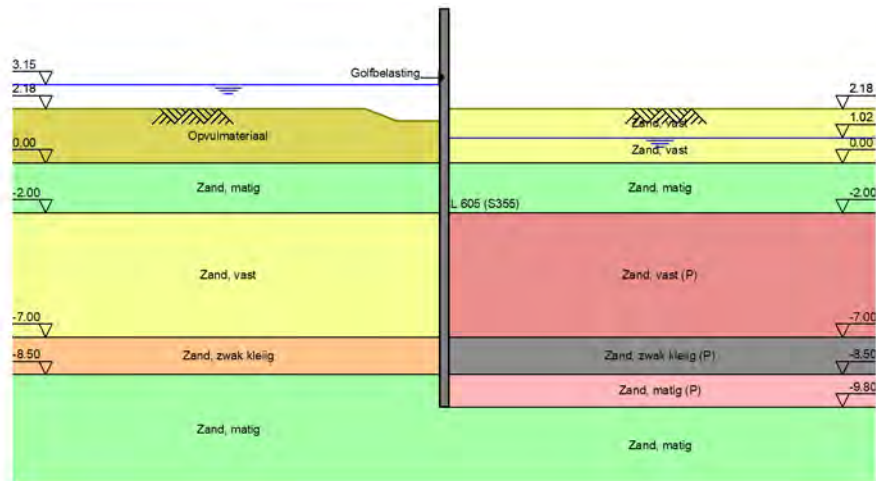 3.15
Golfbelasting
2.18
2.18
Zand, vast
1.02
Opvulmateriaal
0.00
Zand, vast
0.00
Zand, matig
Zand, matig
-2.00
L 605 (S355)
-2.00
Zand, vast
Zand, vast (P)
-7.00
-7.00
Zand, zwak kleiig
Zand, zwak kleiig (P)
-8.50
-8.50
Zand, matig (P)
-9.80
Zand, matig
Zand, matig